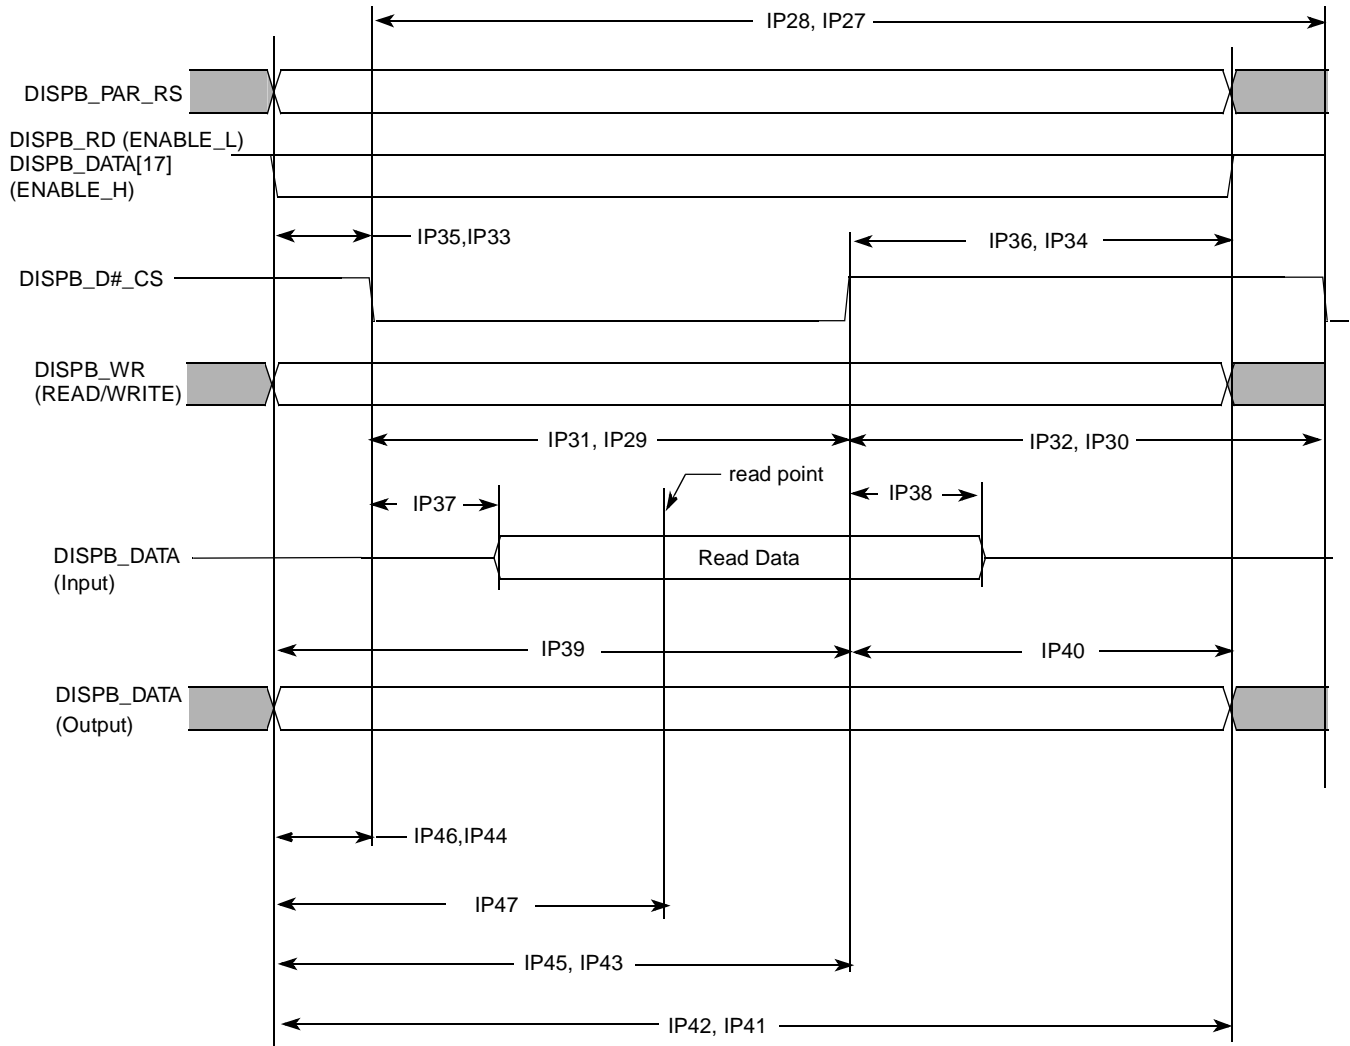 IP28, IP27
DISPB_PAR_RS
DISPB_RD (ENABLE_L)
DISPB_DATA[17]
(ENABLE_H)
IP35,IP33
IP36, IP34
DISPB_D#_CS
DISPB_WR
(READ/WRITE)
IP31, IP29
IP32, IP30
read point
IP37
IP38
DISPB_DATA
(Input)
Read Data
IP39
IP40
DISPB_DATA
(Output)
IP46,IP44
IP47
IP45, IP43
IP42, IP41